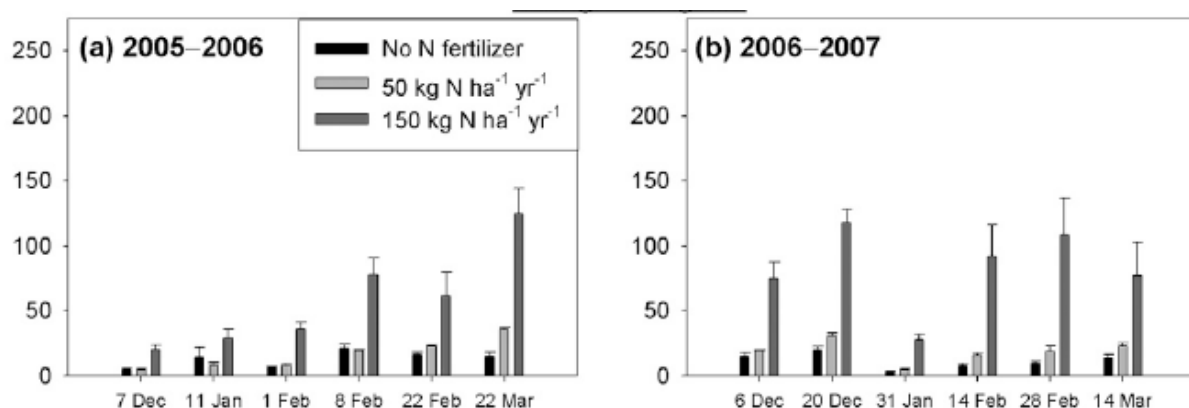 (a) 2005–2006
No N fertilizer
50 kg N ha⁻¹ yr⁻¹
150 kg N ha⁻¹ yr⁻¹
250
200
150
100
50
0
7 Dec 11 Jan 1 Feb 8 Feb 22 Feb 22 Mar
(b) 2006–2007
250
200
150
100
50
0
6 Dec 20 Dec 31 Jan 14 Feb 28 Feb 14 Mar